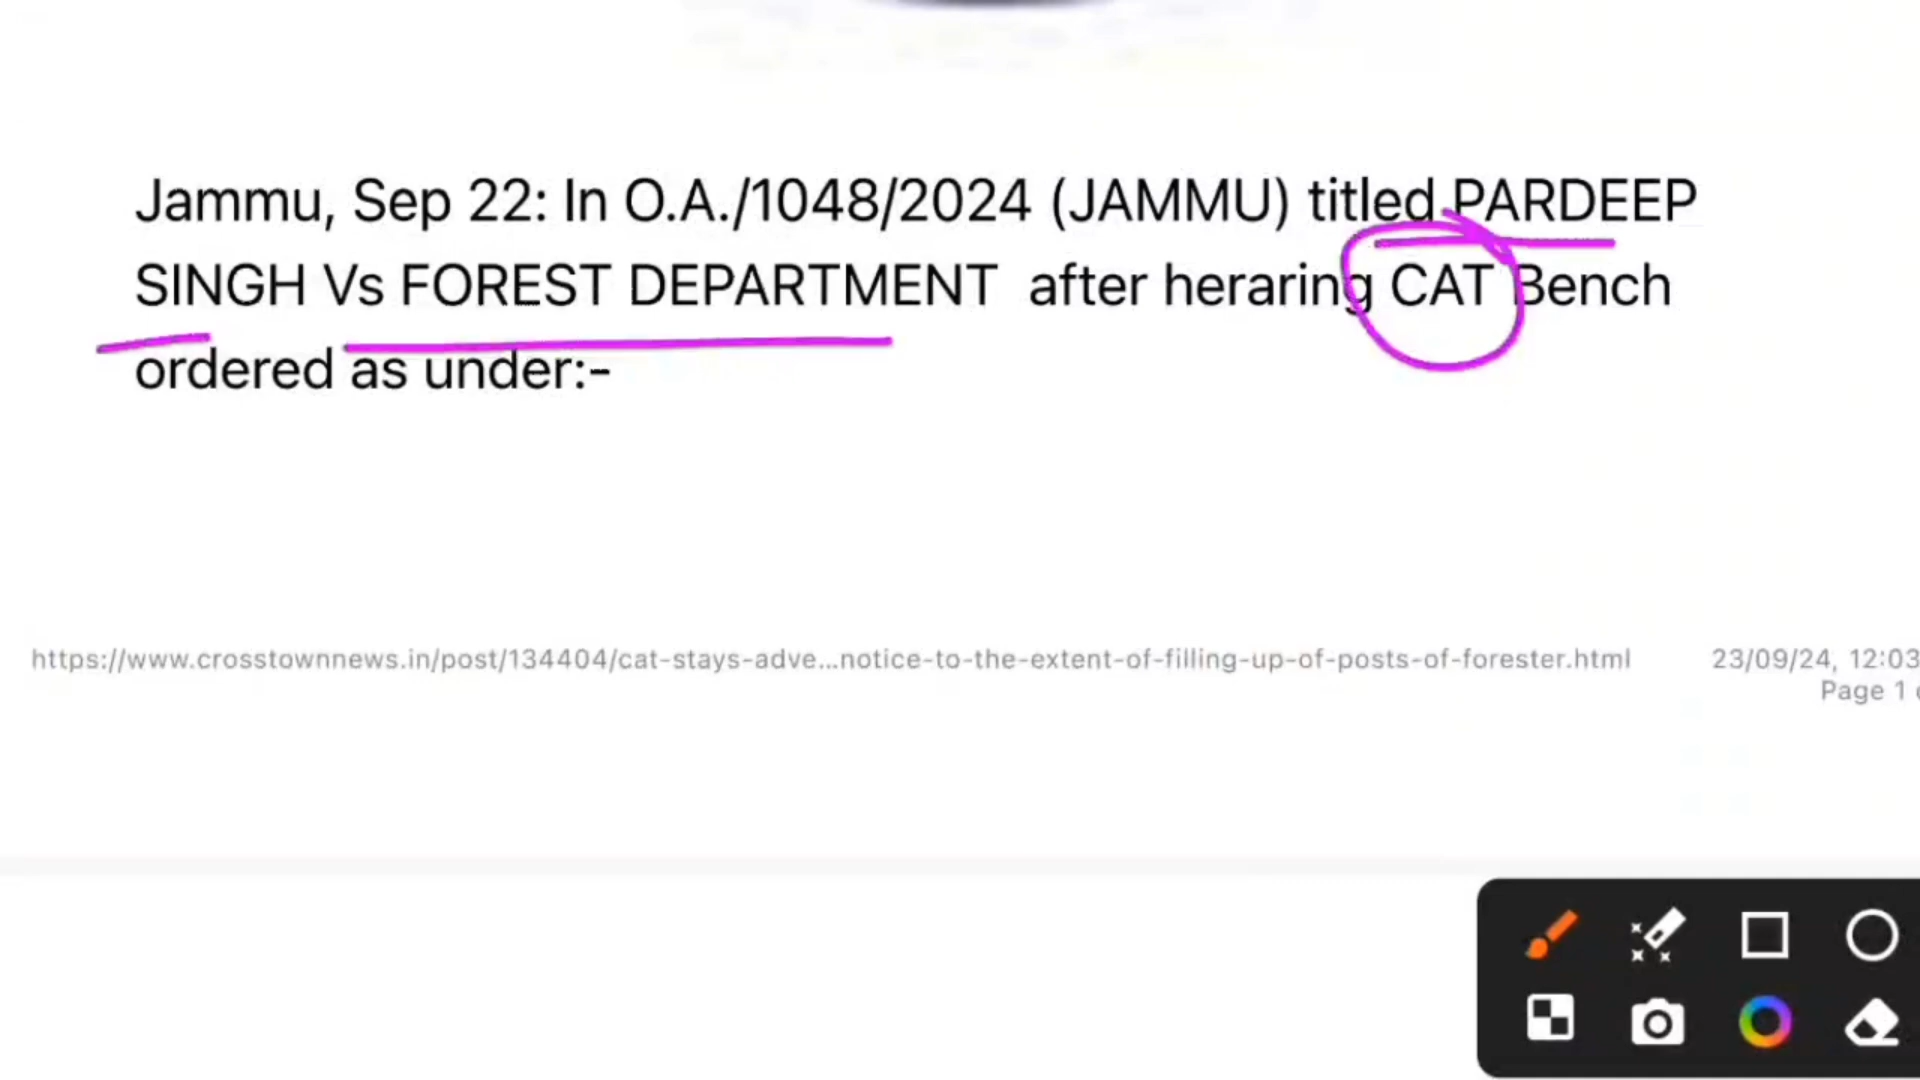 Jammu, Sep 22: In O.A./1048/2024 (JAMMU) titled PARDEEP
SINGH Vs FOREST DEPARTMENT after heraring CAT Bench
ordered as under:-
https://www.crosstownnews.in/post/134404/cat-stays-adve...notice-to-the-extent-of-filling-up-of-posts-of-forester.html 23/09/24, 12:03
Page 1